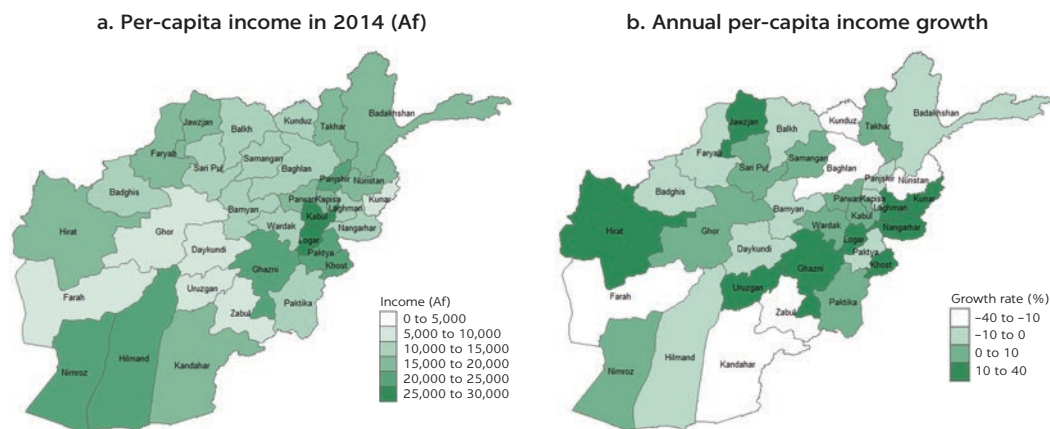 a. Per-capita income in 2014 (Af)
Badakhshan
Jawzjan
Kunduz
Takhar
Balkh
Faryab
Samangan
Sari Pul
Baghlan
Panjshir
Nuristan
Badghis
Parwan
Kapisa
Kunar
Laghman
Bamyan
Kabul
Hirat
Ghor
Wardak
Nangarhar
Logar
Daykundi
Paktya
Khost
Ghazni
Uruzgan
Farah
Zabul
Paktika
Hilmand
Kandahar
Nimroz
Income (Af)
0 to 5,000
5,000 to 10,000
10,000 to 15,000
15,000 to 20,000
20,000 to 25,000
25,000 to 30,000
b. Annual per-capita income growth
Badakhshan
Jawzjan
Kunduz
Takhar
Balkh
Faryab
Samangan
Sari Pul
Baghlan
Panjshir
Nuristan
Badghis
Parwan
Kapisa
Kunar
Laghman
Bamyan
Kabul
Hirat
Ghor
Wardak
Nangarhar
Logar
Daykundi
Paktya
Khost
Ghazni
Uruzgan
Farah
Zabul
Paktika
Hilmand
Kandahar
Nimroz
Growth rate (%)
–40 to –10
–10 to 0
0 to 10
10 to 40